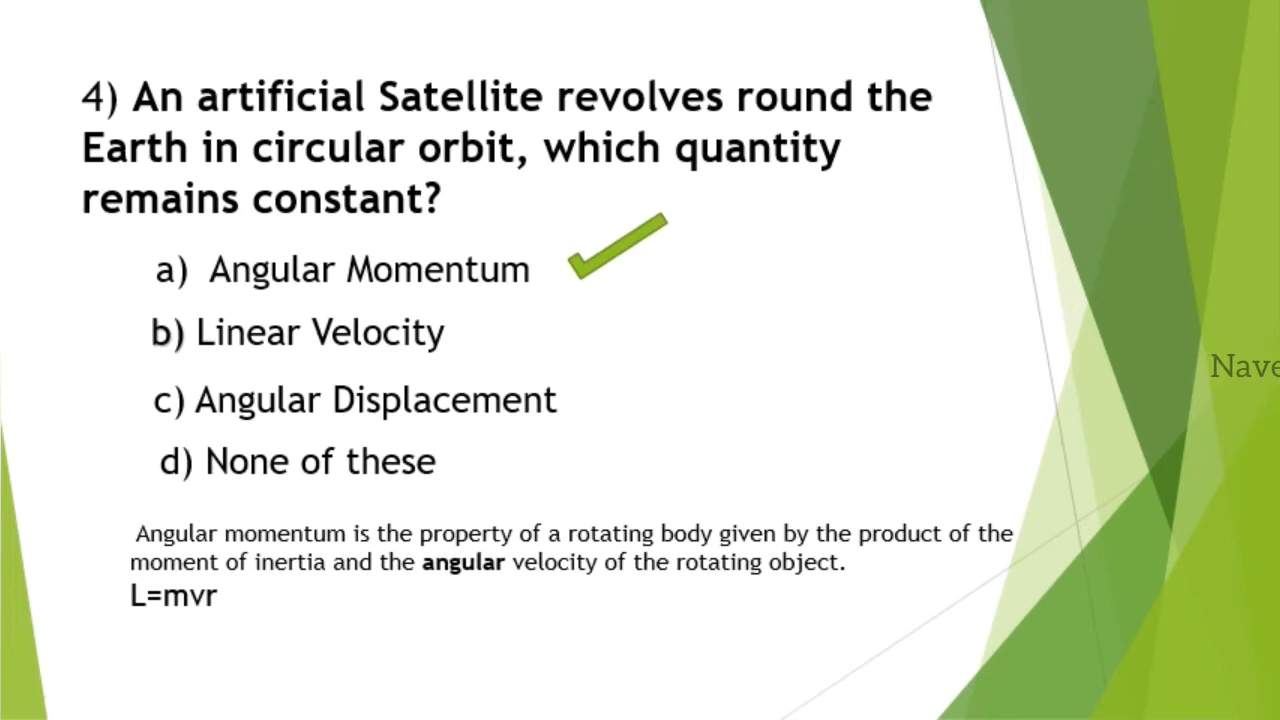 4) An artificial Satellite revolves round the
Earth in circular orbit, which quantity
remains constant?
a) Angular Momentum
b) Linear Velocity
c) Angular Displacement
d) None of these
Nave
Angular momentum is the property of a rotating body given by the product of the
moment of inertia and the angular velocity of the rotating object.
L=mvr